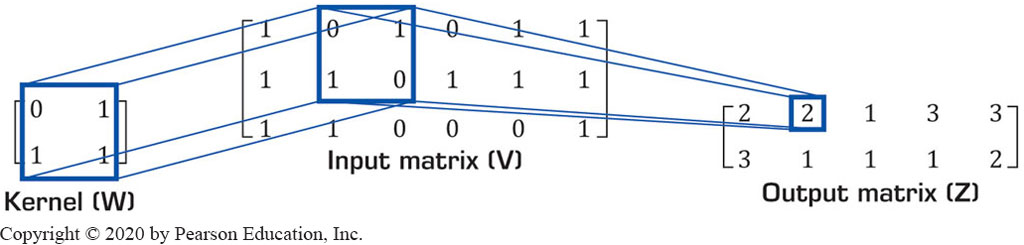 1 0 1 0 1 1
1 1 0 1 1 1
1 1 0 0 0 1
Input matrix (V)
0 1
1 1
Kernel (W)
2 2 1 3 3
3 1 1 1 2
Output matrix (Z)
Copyright © 2020 by Pearson Education, Inc.